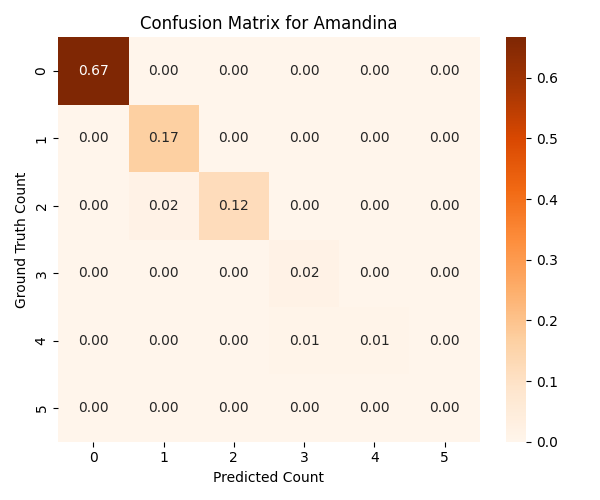 Confusion Matrix for Amandina
Ground Truth Count
0 0.67 0.00 0.00 0.00 0.00 0.00
1 0.00 0.17 0.00 0.00 0.00 0.00
2 0.00 0.02 0.12 0.00 0.00 0.00
3 0.00 0.00 0.00 0.02 0.00 0.00
4 0.00 0.00 0.00 0.01 0.01 0.00
5 0.00 0.00 0.00 0.00 0.00 0.00
0 1 2 3 4 5
Predicted Count
0.6
0.5
0.4
0.3
0.2
0.1
0.0